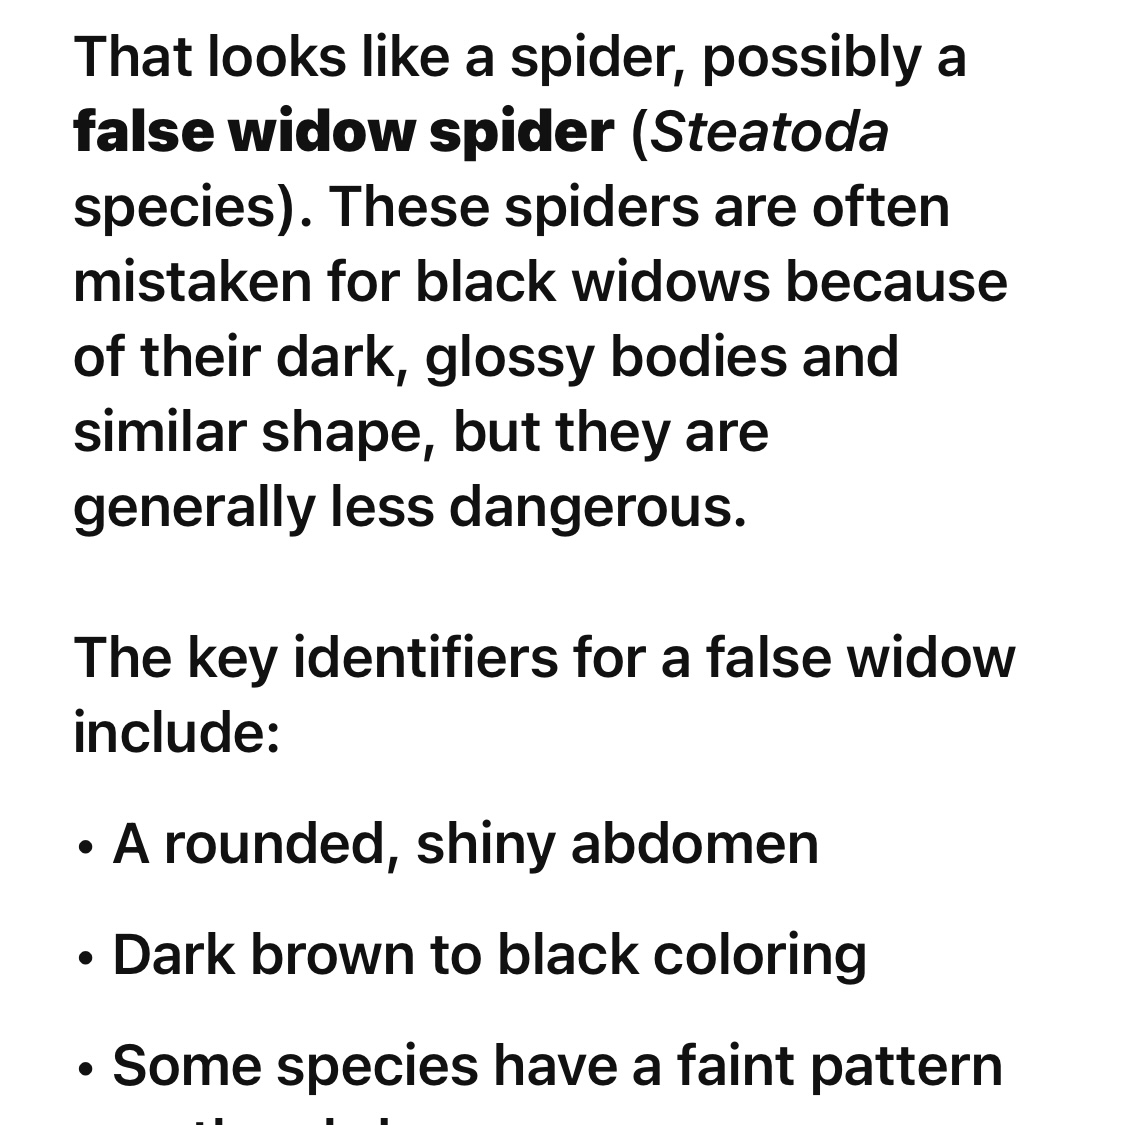 That looks like a spider, possibly a
false widow spider (Steatoda
species). These spiders are often
mistaken for black widows because
of their dark, glossy bodies and
similar shape, but they are
generally less dangerous.
The key identifiers for a false widow
include:
• A rounded, shiny abdomen
• Dark brown to black coloring
• Some species have a faint pattern